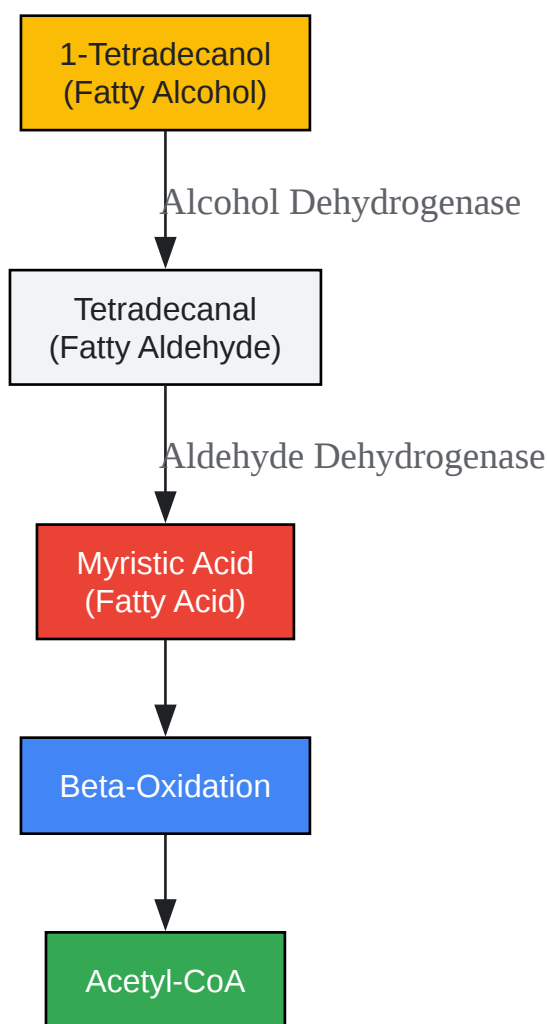 1-Tetradecanol
(Fatty Alcohol)
Alcohol Dehydrogenase
Tetradecanal
(Fatty Aldehyde)
Aldehyde Dehydrogenase
Myristic Acid
(Fatty Acid)
Beta-Oxidation
Acetyl-CoA